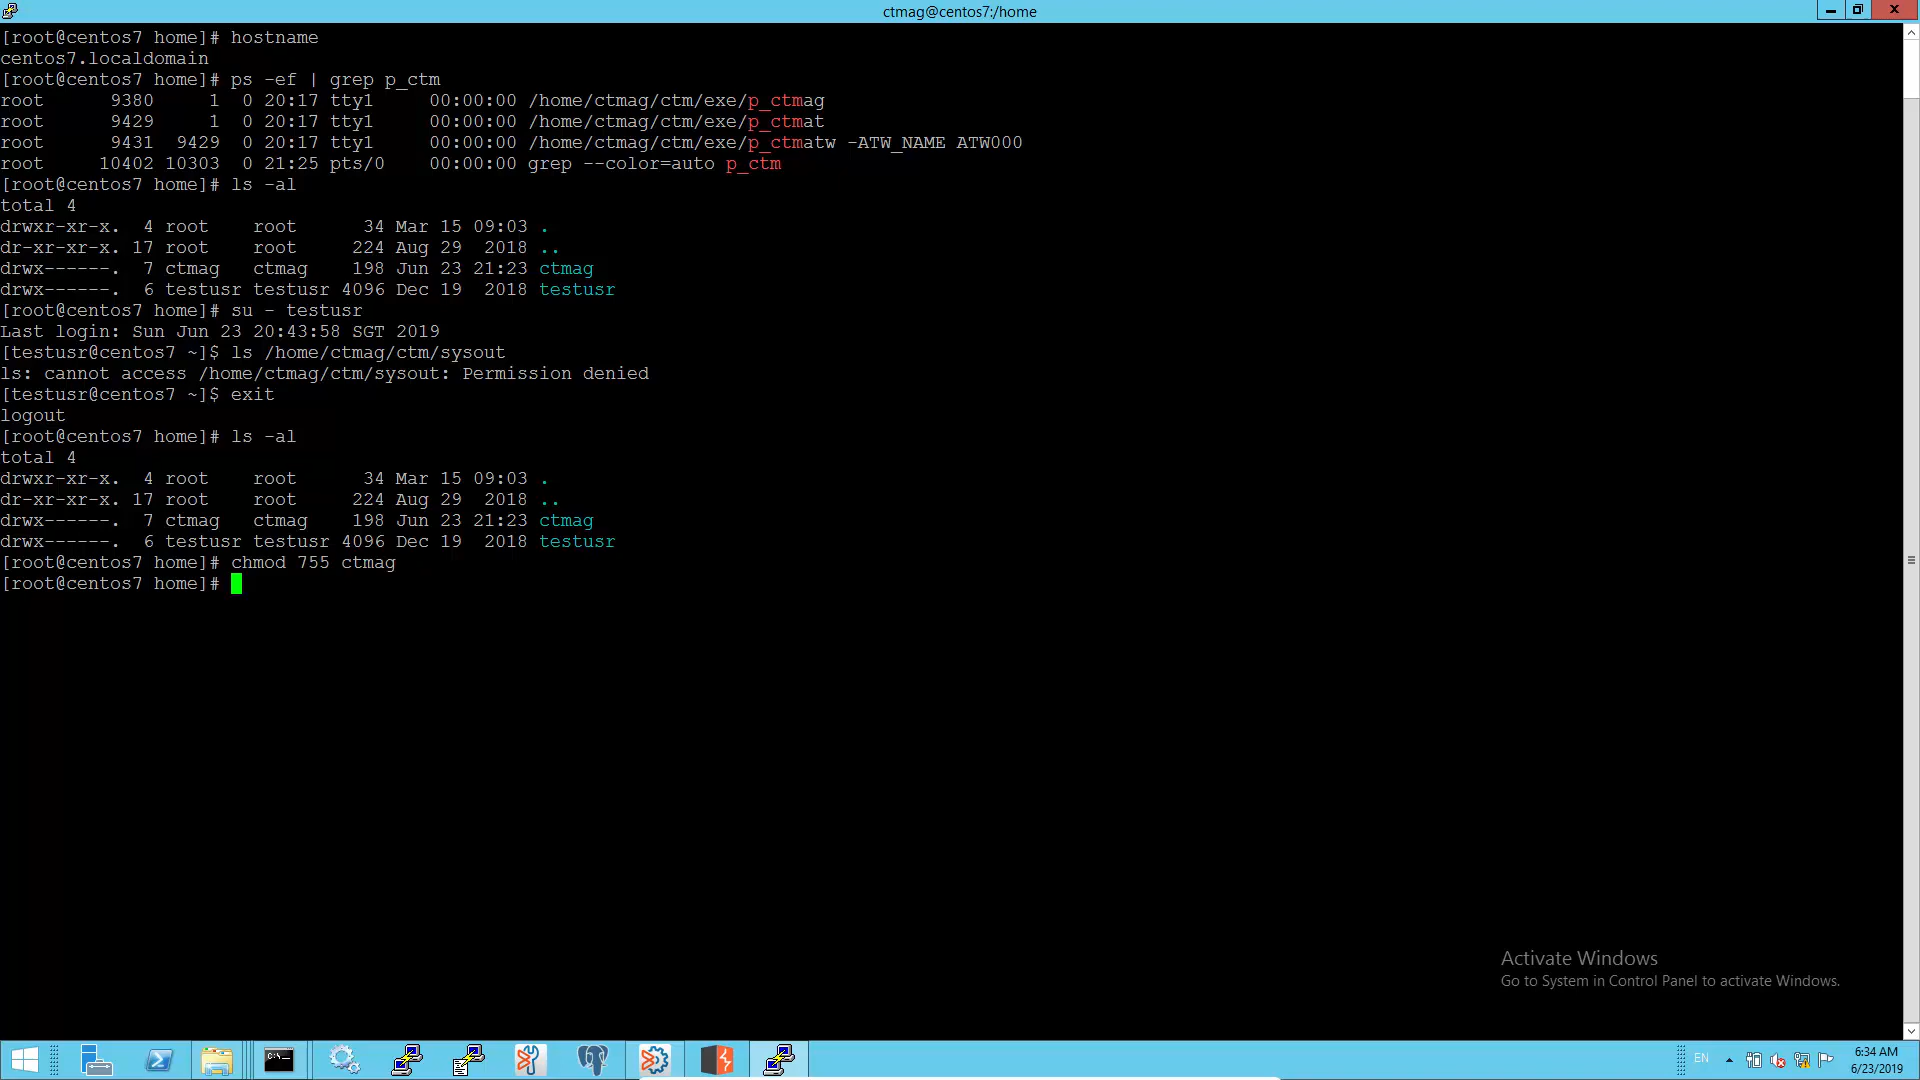 ctmag@centos7:/home
[root@centos7 home]# hostname
centos7.localdomain
[root@centos7 home]# ps -ef | grep p_ctm
root      9380     1  0 20:17 tty1     00:00:00 /home/ctmag/ctm/exe/p_ctmag
root      9429     1  0 20:17 tty1     00:00:00 /home/ctmag/ctm/exe/p_ctmat
root      9431  9429  0 20:17 tty1     00:00:00 /home/ctmag/ctm/exe/p_ctmatw -ATW_NAME ATW000
root     10402 10303  0 21:25 pts/0    00:00:00 grep --color=auto p_ctm
[root@centos7 home]# ls -al
total 4
drwxr-xr-x.  4 root    root      34 Mar 15 09:03 .
dr-xr-xr-x. 17 root    root     224 Aug 29  2018 ..
drwx------.  7 ctmag   ctmag    198 Jun 23 21:23 ctmag
drwx------.  6 testusr testusr 4096 Dec 19  2018 testusr
[root@centos7 home]# su - testusr
Last login: Sun Jun 23 20:43:58 SGT 2019
[testusr@centos7 ~]$ ls /home/ctmag/ctm/sysout
ls: cannot access /home/ctmag/ctm/sysout: Permission denied
[testusr@centos7 ~]$ exit
logout
[root@centos7 home]# ls -al
total 4
drwxr-xr-x.  4 root    root      34 Mar 15 09:03 .
dr-xr-xr-x. 17 root    root     224 Aug 29  2018 ..
drwx------.  7 ctmag   ctmag    198 Jun 23 21:23 ctmag
drwx------.  6 testusr testusr 4096 Dec 19  2018 testusr
[root@centos7 home]# chmod 755 ctmag
[root@centos7 home]#
Activate Windows
Go to System in Control Panel to activate Windows.
C:\_
EN
6:34 AM
6/23/2019